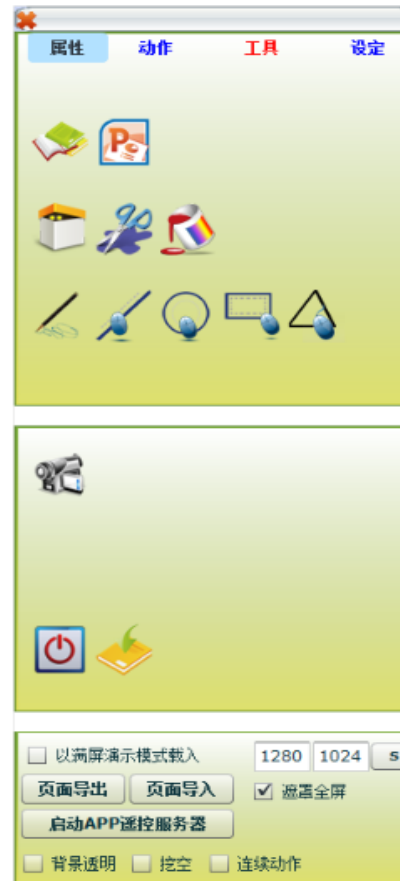 属性 动作 工具 设定
以满屏演示模式载入 1280 1024
页面导出 页面导入 遮罩全屏
启动APP遥控服务器
背景透明 挖空 连续动作